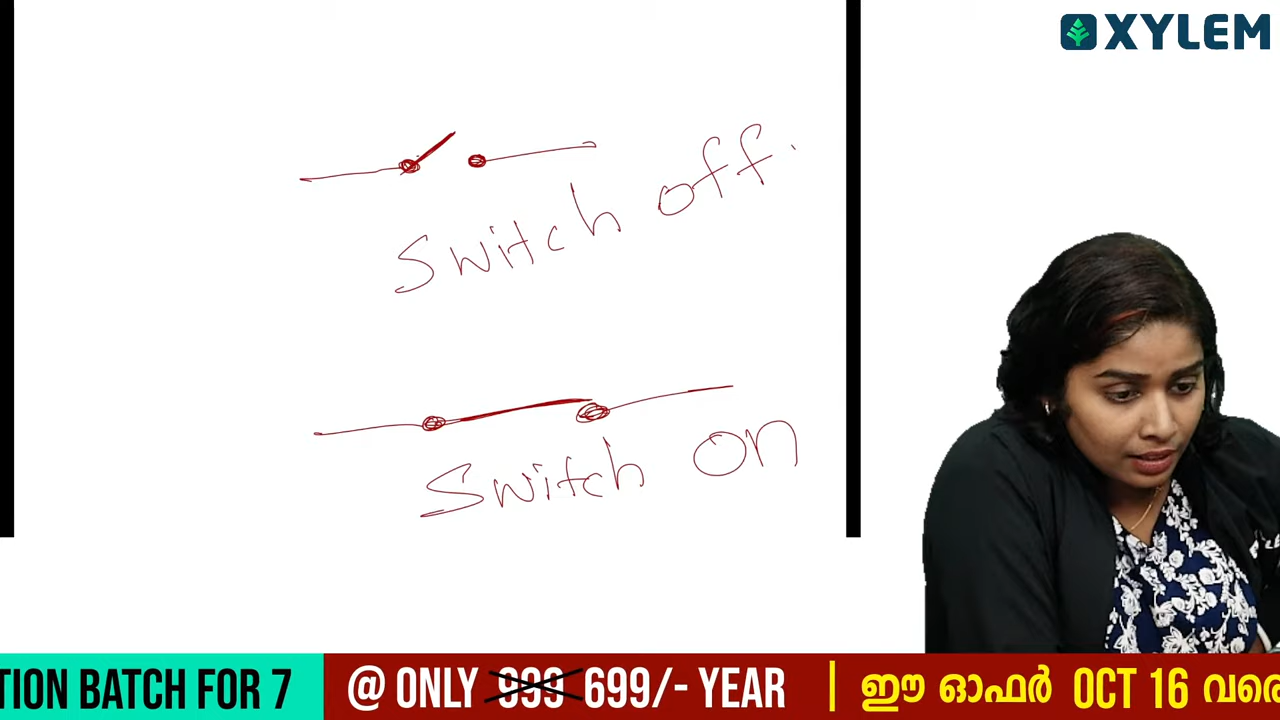 XYLEM
Switch off.
Switch on
TION BATCH FOR 7 @ ONLY 999 699/- YEAR | ഈ ഓഫർ OCT 16 വരെ